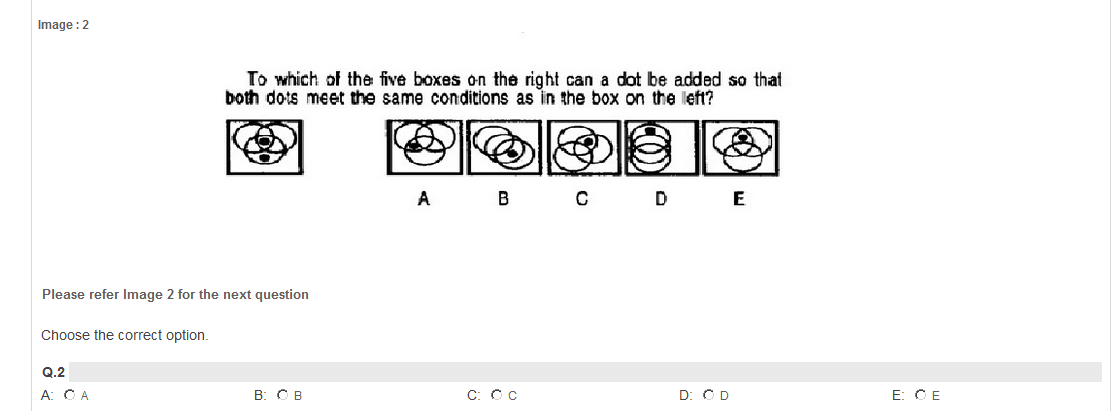 Image : 2
To which of the five boxes on the right can a dot be added so that
both dots meet the same conditions as in the box on the left?
A B C D E
Please refer Image 2 for the next question
Choose the correct option.
Q.2
A: A B: B C: C D: D E: E